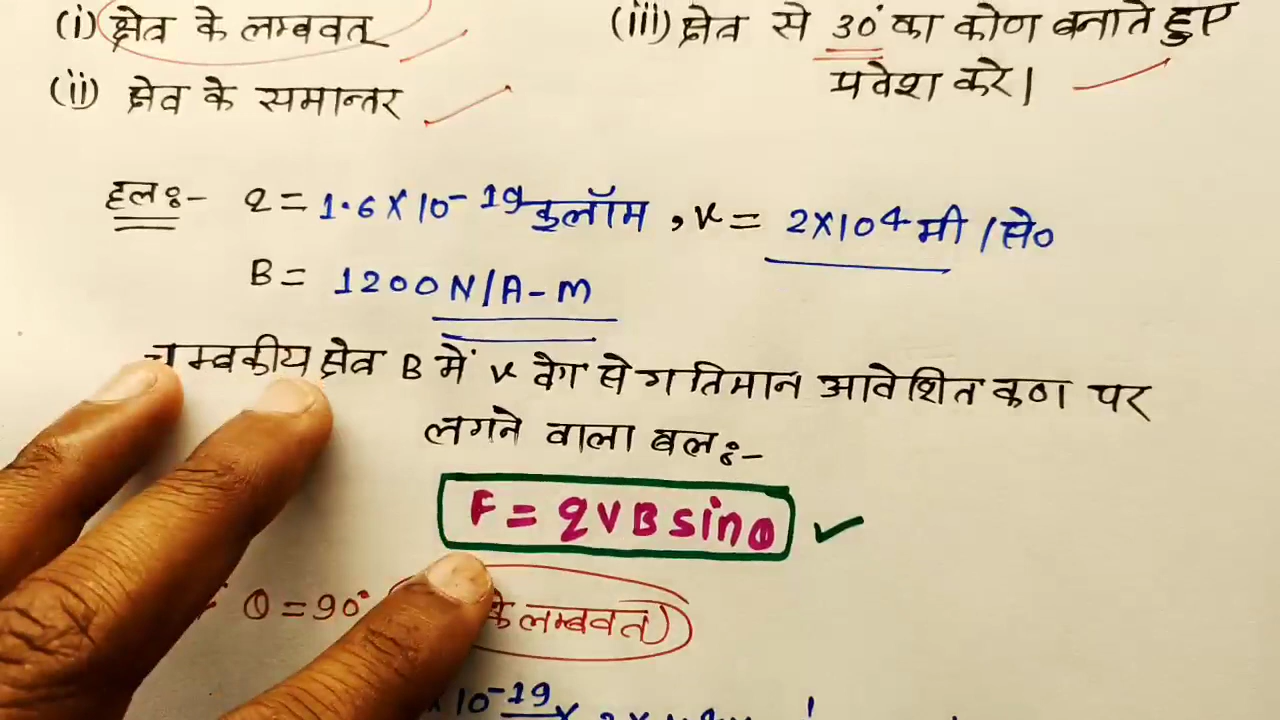 (i) क्षेत्र के लम्बवत्
(ii) क्षेत्र के समान्तर
(iii) क्षेत्र से 30° का कोण बनाते हुए
प्रवेश करे।
हलः- q = 1.6 × 10⁻¹⁹ कुलॉम , v = 2×10⁴ मी / से०
B = 1200 N/A-m
चुम्बकीय क्षेत्र B में v वेग से गतिमान आवेशित कण पर
लगने वाला बलः-
F = qVB sinθ
θ = 90° के लम्बवत)
10⁻¹⁹ ×